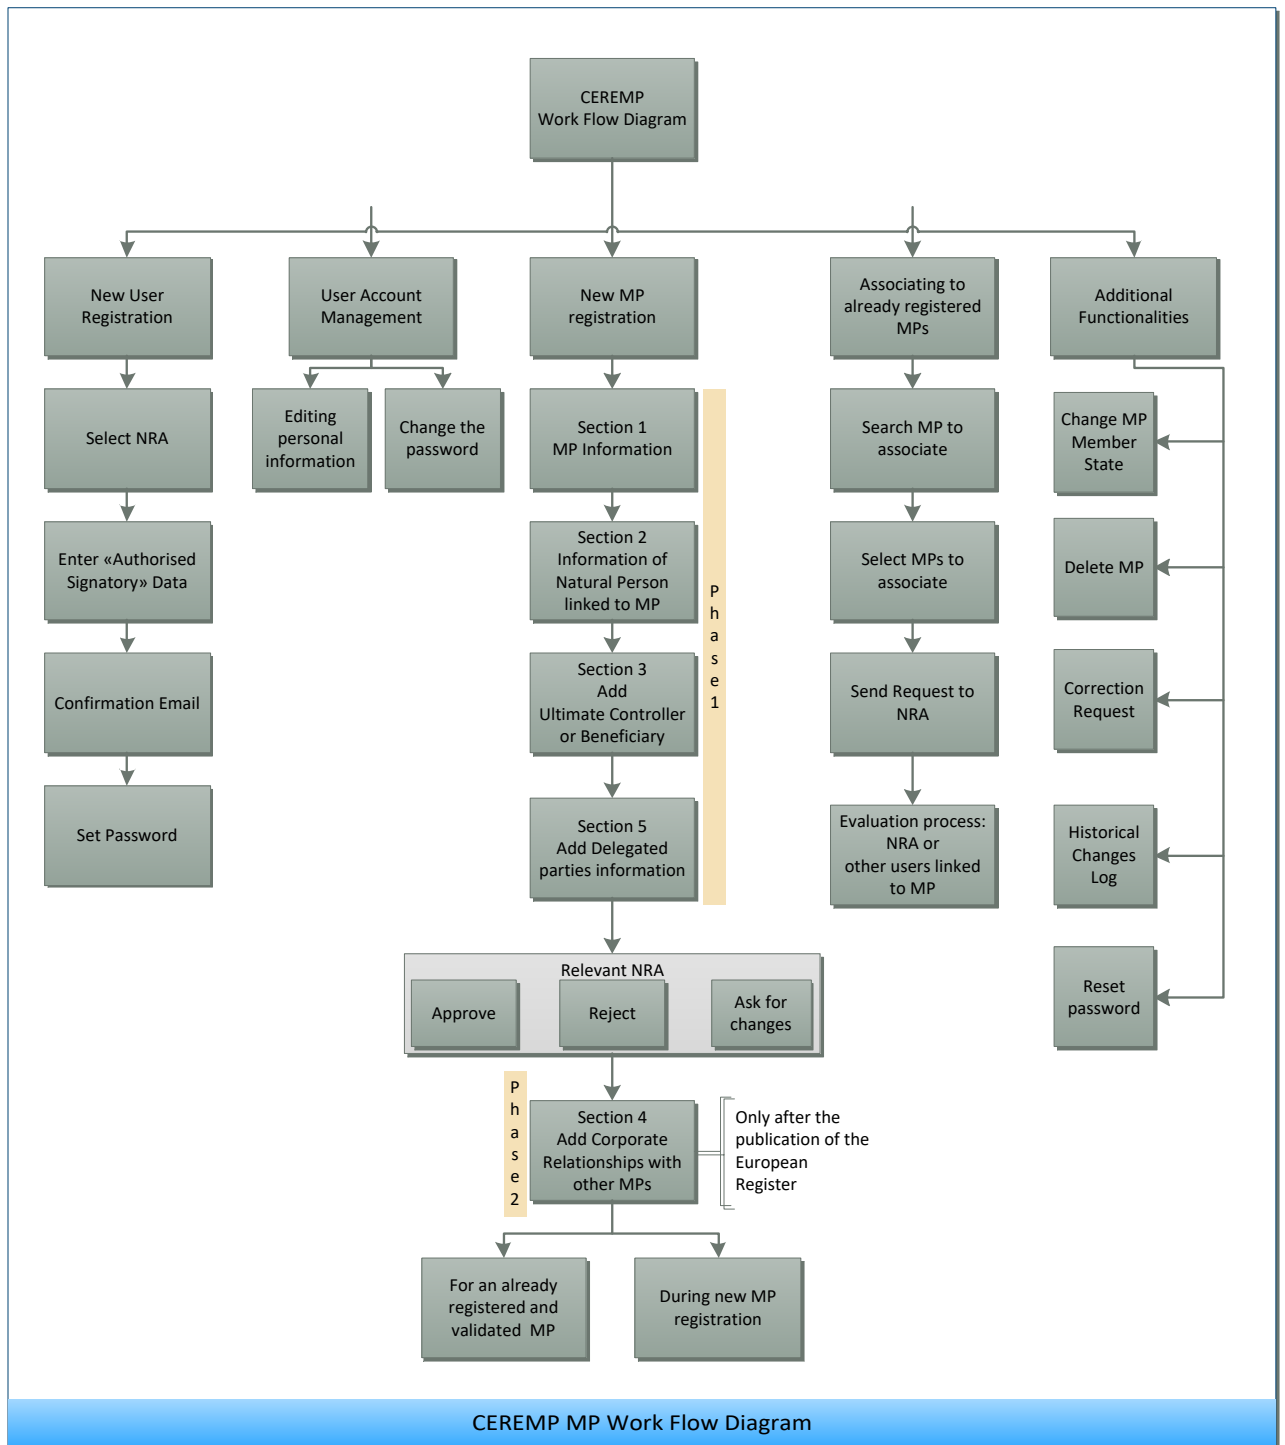 CEREMP
Work Flow Diagram
New User
Registration
User Account
Management
New MP
registration
Associating to
already registered
MPs
Additional
Functionalities
Select NRA
Editing
personal
information
Change the
password
Section 1
MP Information
Search MP to
associate
Change MP
Member
State
Enter «Authorised
Signatory» Data
Section 2
Information of
Natural Person
linked to MP
Select MPs to
associate
Delete MP
P
h
a
s
e
1
Confirmation Email
Section 3
Add
Ultimate Controller
or Beneficiary
Send Request to
NRA
Correction
Request
Set Password
Section 5
Add Delegated
parties information
Evaluation process:
NRA or
other users linked
to MP
Historical
Changes
Log
Relevant NRA
Approve
Reject
Ask for
changes
Reset
password
P
h
a
s
e
2
Section 4
Add Corporate
Relationships with
other MPs
Only after the
publication of the
European
Register
For an already
registered and
validated  MP
During new MP
registration
CEREMP MP Work Flow Diagram